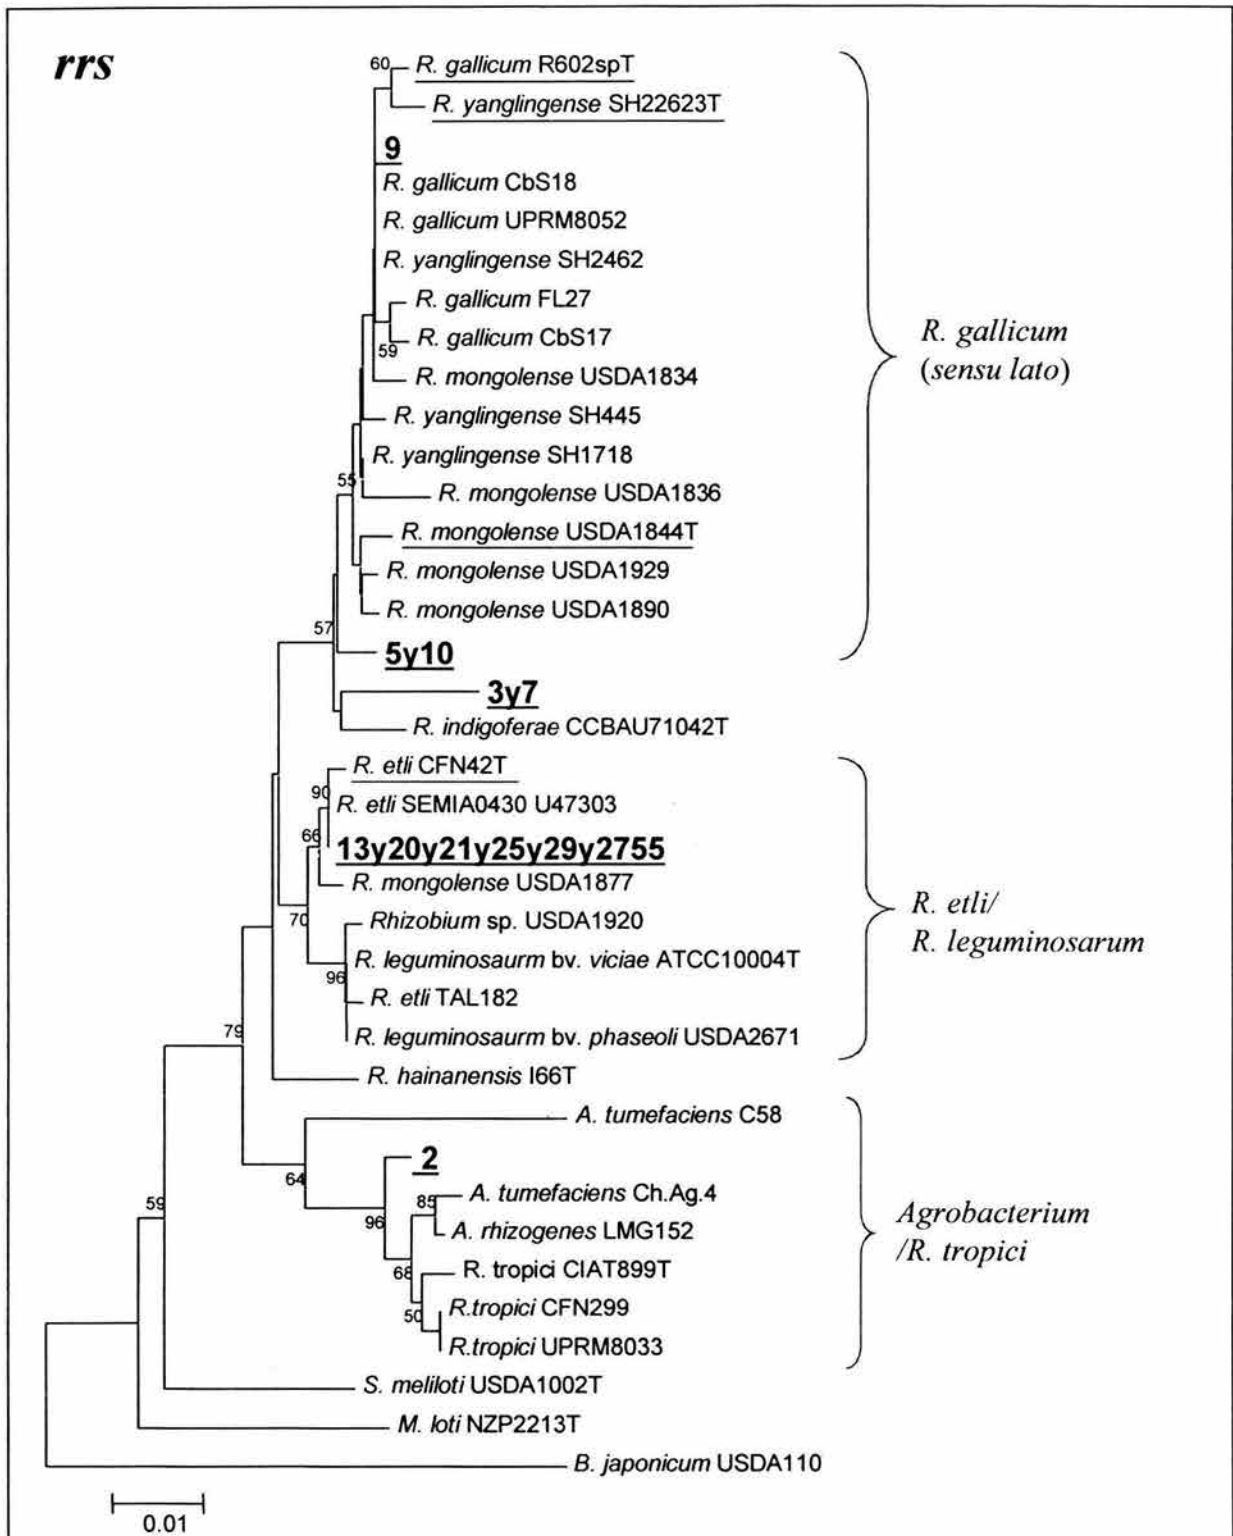 rrs
60
R. gallicum R602spT
R. yanglingense SH22623T
9
R. gallicum CbS18
R. gallicum UPRM8052
R. yanglingense SH2462
R. gallicum FL27
R. gallicum CbS17
59
R. mongolense USDA1834
R. yanglingense SH445
R. yanglingense SH1718
55
R. mongolense USDA1836
R. mongolense USDA1844T
R. mongolense USDA1929
R. mongolense USDA1890
57
5y10
3y7
R. indigoferae CCBAU71042T
R. gallicum
(sensu lato)
R. etli CFN42T
90
R. etli SEMIA0430 U47303
66
13y20y21y25y29y2755
R. mongolense USDA1877
70
Rhizobium sp. USDA1920
R. leguminosaurm bv. viciae ATCC10004T
96
R. etli TAL182
R. leguminosaurm bv. phaseoli USDA2671
R. etli/
R. leguminosarum
79
R. hainanensis I66T
A. tumefaciens C58
2
64
A. tumefaciens Ch.Ag.4
85
96
A. rhizogenes LMG152
68
R. tropici CIAT899T
50
R.tropici CFN299
R.tropici UPRM8033
Agrobacterium
/R. tropici
59
S. meliloti USDA1002T
M. loti NZP2213T
B. japonicum USDA110
0.01